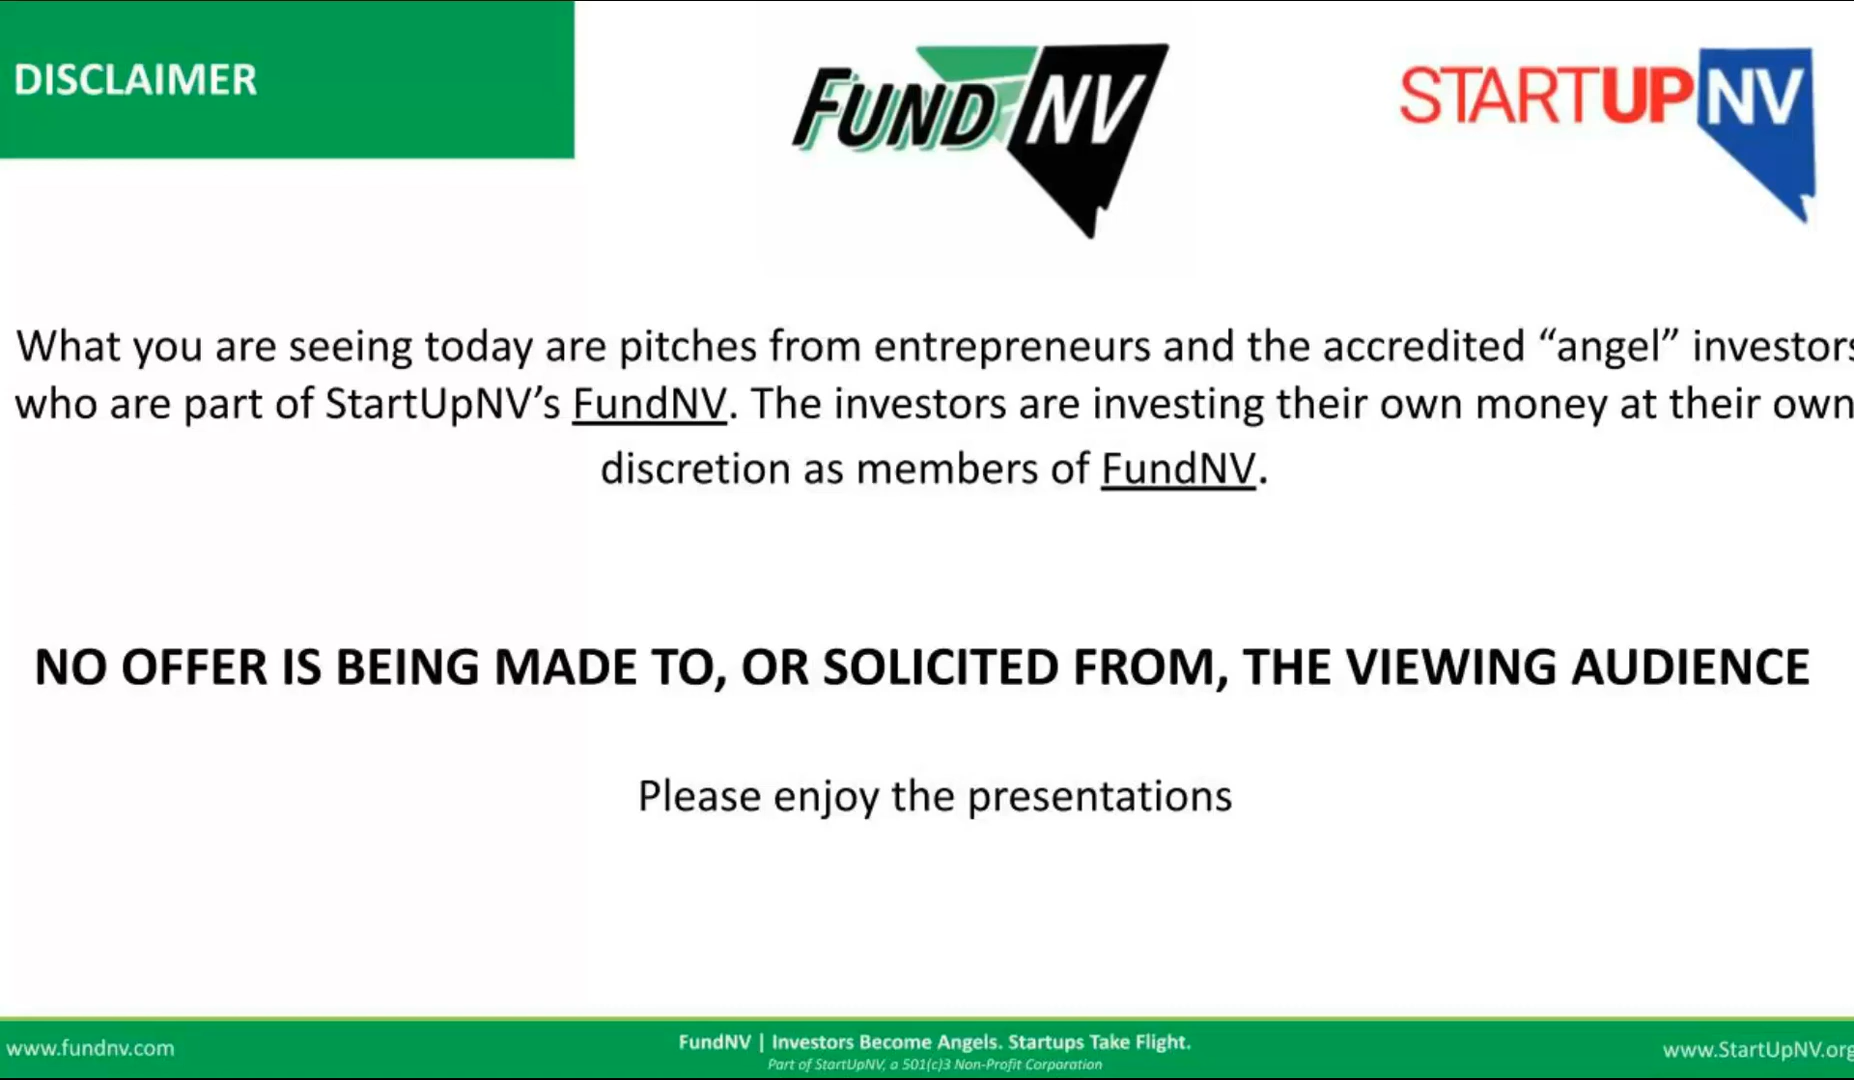 DISCLAIMER
FUND NV
STARTUPNV
What you are seeing today are pitches from entrepreneurs and the accredited “angel” investors
who are part of StartUpNV’s FundNV. The investors are investing their own money at their own
discretion as members of FundNV.
NO OFFER IS BEING MADE TO, OR SOLICITED FROM, THE VIEWING AUDIENCE
Please enjoy the presentations
www.fundnv.com
FundNV | Investors Become Angels. Startups Take Flight.
Part of StartUpNV, a 501(c)3 Non-Profit Corporation
www.StartUpNV.org